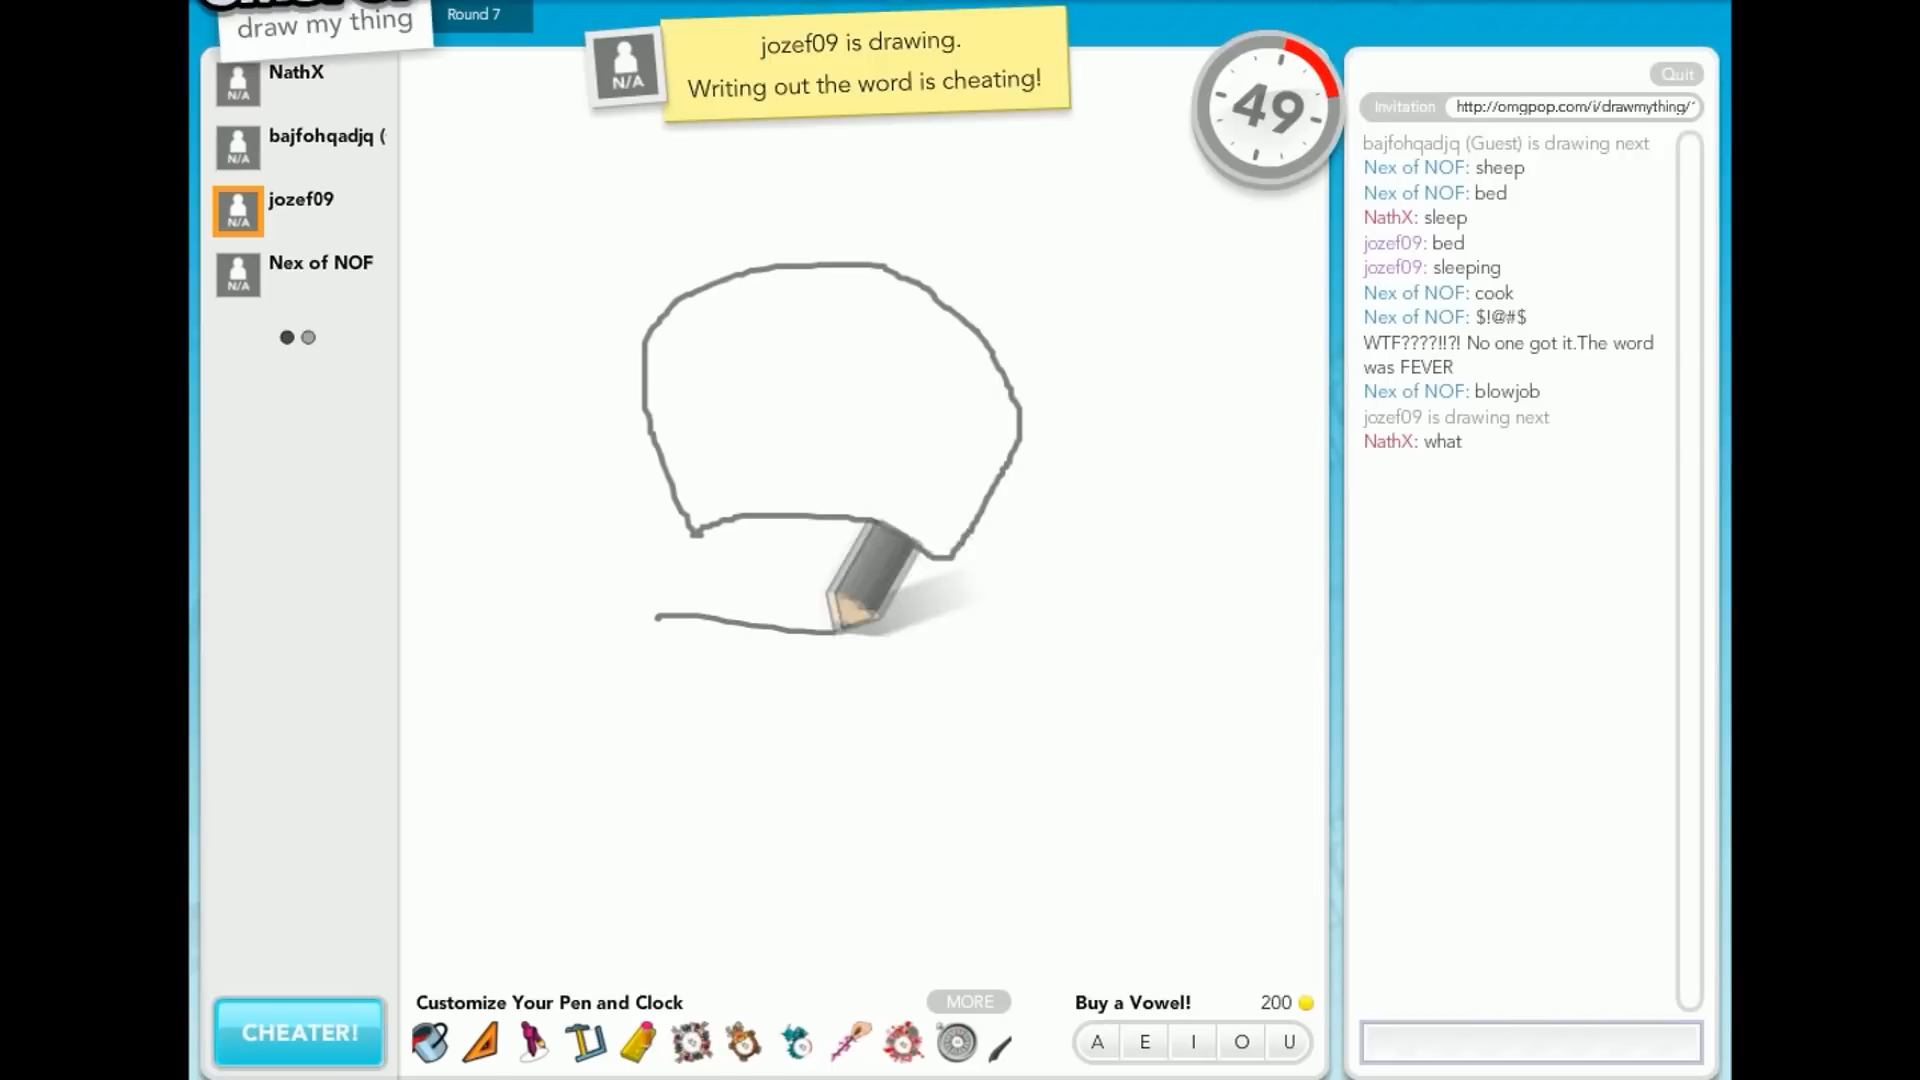 draw my thing
Round 7
jozef09 is drawing.
Writing out the word is cheating!
N/A
49
NathX
N/A
bajfohqadjq (
N/A
jozef09
N/A
Nex of NOF
N/A
Quit
Invitation http://omgpop.com/i/drawmything/
bajfohqadjq (Guest) is drawing next
Nex of NOF: sheep
Nex of NOF: bed
NathX: sleep
jozef09: bed
jozef09: sleeping
Nex of NOF: cook
Nex of NOF: $!@#$
WTF????!!?! No one got it.The word
was FEVER
Nex of NOF: blowjob
jozef09 is drawing next
NathX: what
CHEATER!
Customize Your Pen and Clock
MORE
Buy a Vowel! 200
A E I O U